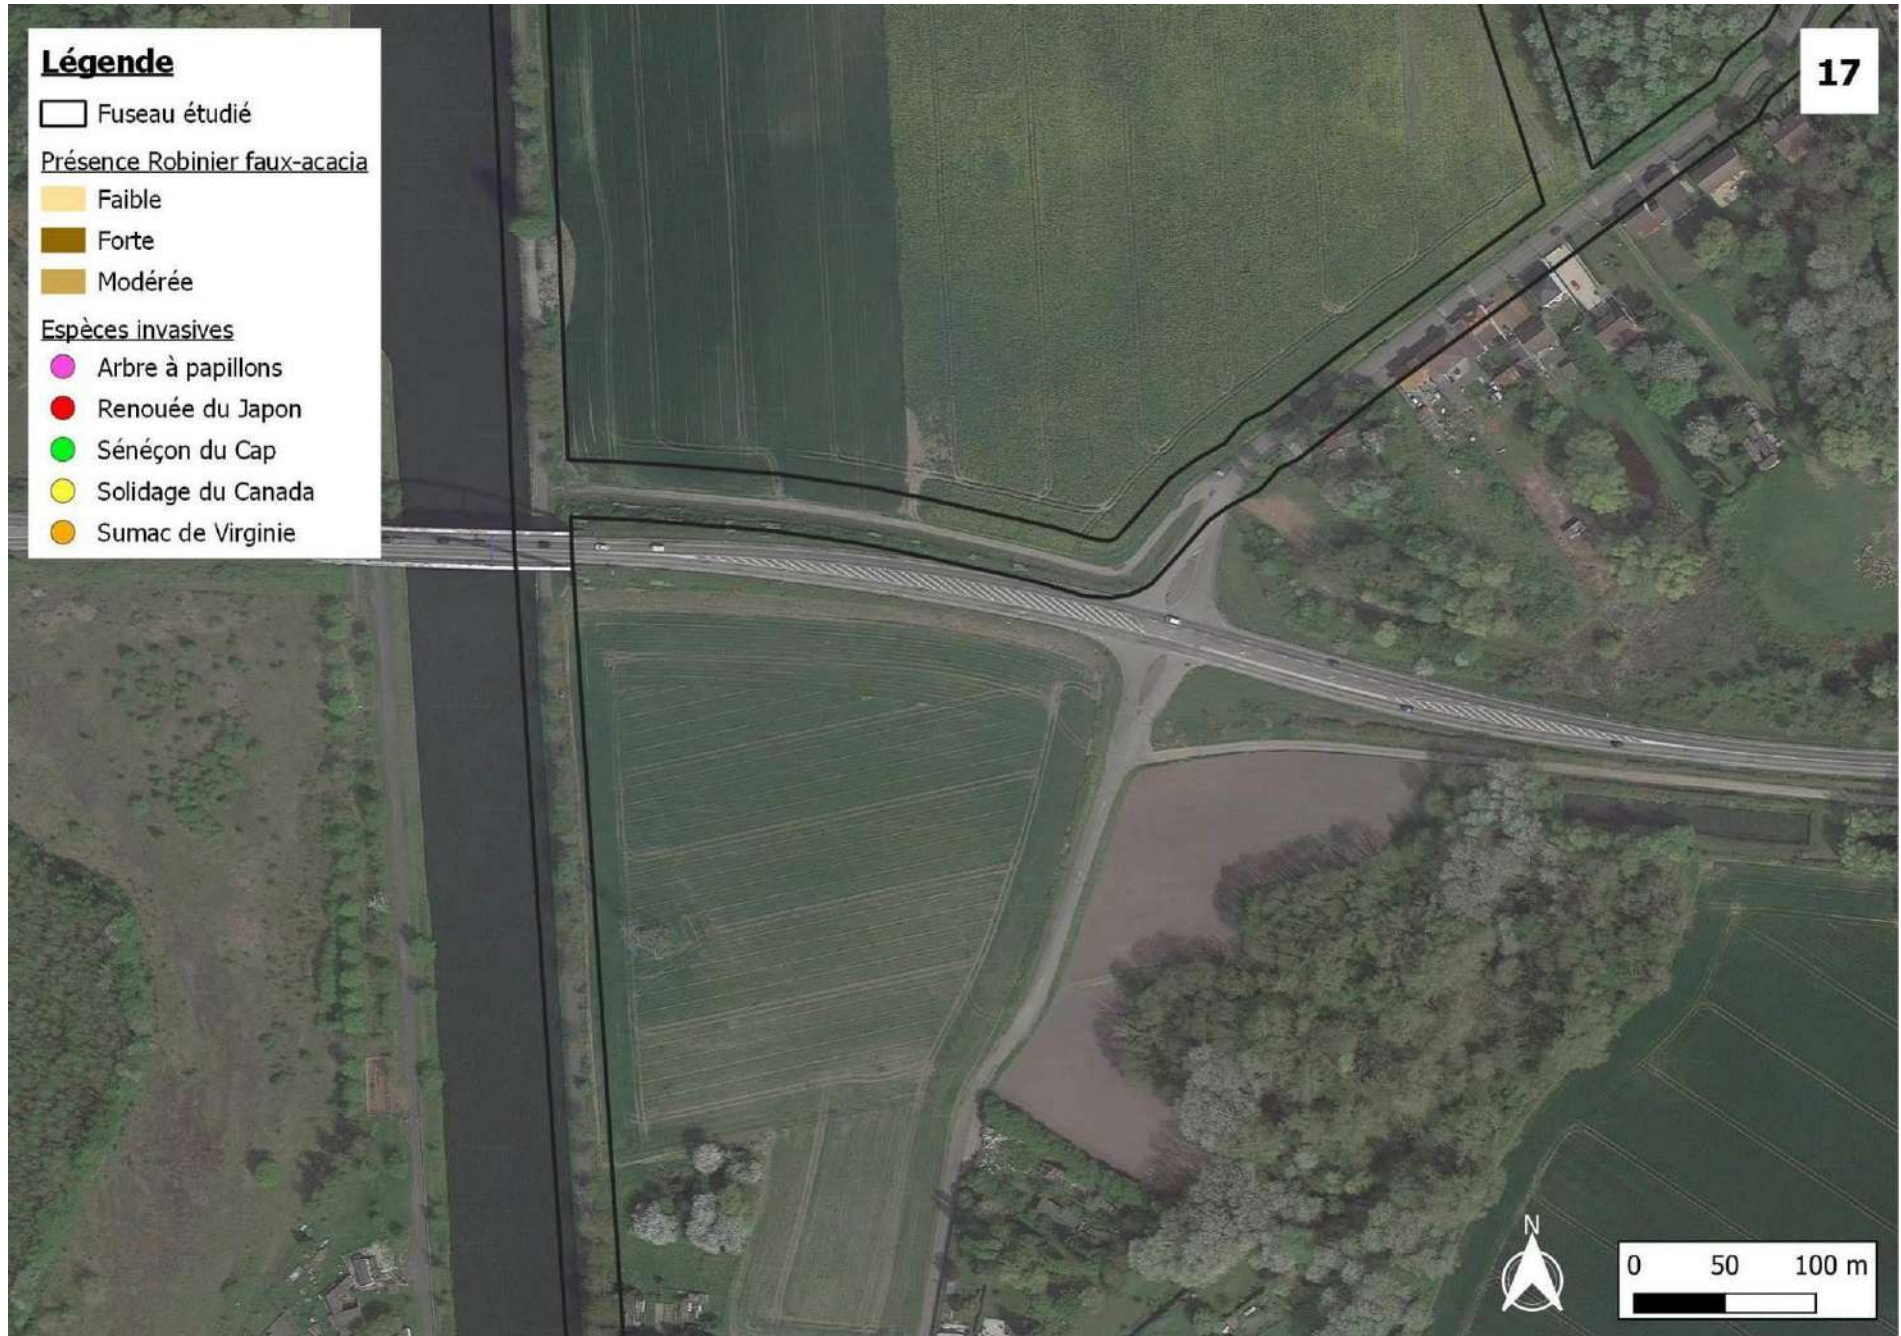 Légende
Fuseau étudié
Présence Robinier faux-acacia
Faible
Forte
Modérée
Espèces invasives
Arbre à papillons
Renouée du Japon
Sénéçon du Cap
Solidage du Canada
Sumac de Virginie
17
N
0 50 100 m